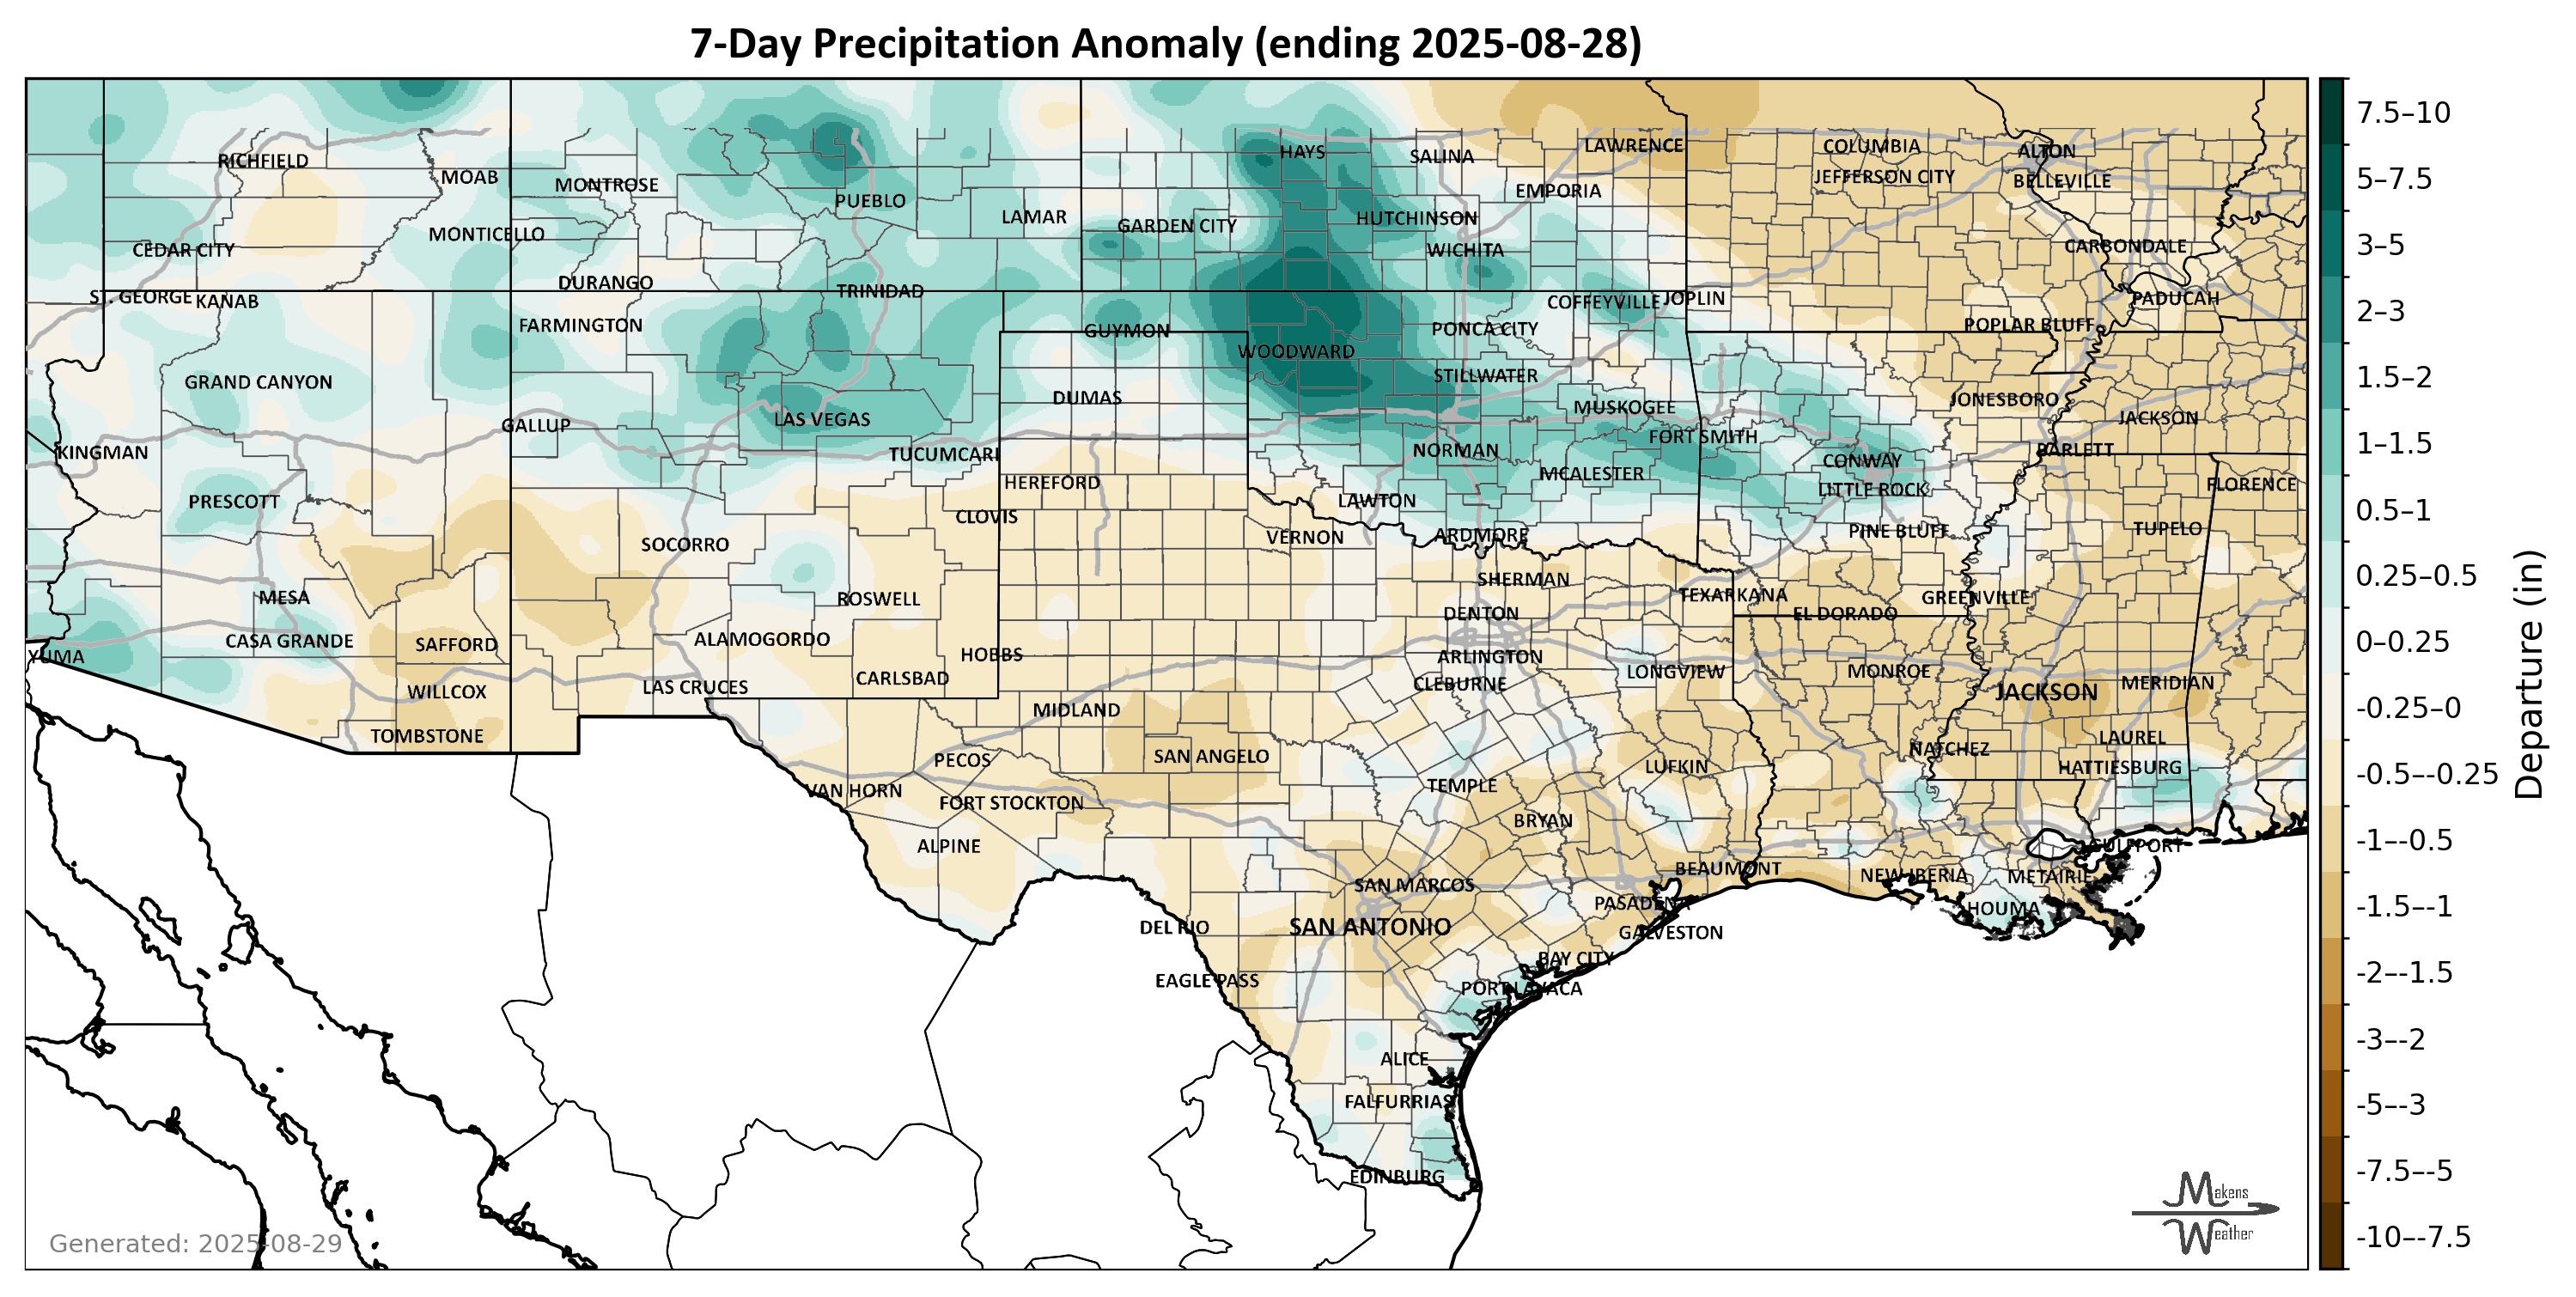 7-Day Precipitation Anomaly (ending 2025-08-28)
RICHFIELD
MOAB
MONTROSE
PUEBLO
LAMAR
HAYS
SALINA
LAWRENCE
COLUMBIA
ALTON
JEFFERSON CITY
BELLEVILLE
EMPORIA
GARDEN CITY
HUTCHINSON
WICHITA
CEDAR CITY
MONTICELLO
CARBONDALE
DURANGO
TRINIDAD
ST. GEORGE
KANAB
COFFEYVILLE
JOPLIN
PADUCAH
FARMINGTON
GUYMON
PONCA CITY
POPLAR BLUFF
WOODWARD
STILLWATER
GRAND CANYON
DUMAS
MUSKOGEE
JONESBORO
JACKSON
GALLUP
LAS VEGAS
FORT SMITH
KINGMAN
TUCUMCARI
NORMAN
BARLETT
CONWAY
MCALESTER
LITTLE ROCK
FLORENCE
HEREFORD
PRESCOTT
LAWTON
CLOVIS
ARDMORE
PINE BLUFF
TUPELO
SOCORRO
VERNON
SHERMAN
MESA
ROSWELL
TEXARKANA
GREENVILLE
DENTON
EL DORADO
CASA GRANDE
SAFFORD
ALAMOGORDO
YUMA
HOBBS
ARLINGTON
LONGVIEW
MONROE
CARLSBAD
CLEBURNE
JACKSON
MERIDIAN
WILLCOX
LAS CRUCES
MIDLAND
TOMBSTONE
LAUREL
NATCHEZ
SAN ANGELO
PECOS
LUFKIN
HATTIESBURG
VAN HORN
FORT STOCKTON
TEMPLE
BRYAN
ALPINE
GULFPORT
BEAUMONT
NEW IBERIA
METAIRIE
SAN MARCOS
PASADENA
HOUMA
DEL RIO
SAN ANTONIO
GALVESTON
BAY CITY
EAGLE PASS
PORT LAVACA
ALICE
FALFURRIAS
EDINBURG
Generated: 2025-08-29
Makens
Weather
7.5–10
5–7.5
3–5
2–3
1.5–2
1–1.5
0.5–1
0.25–0.5
0–0.25
-0.25–0
-0.5–-0.25
-1–-0.5
-1.5–-1
-2–-1.5
-3–-2
-5–-3
-7.5–-5
-10–-7.5
Departure (in)